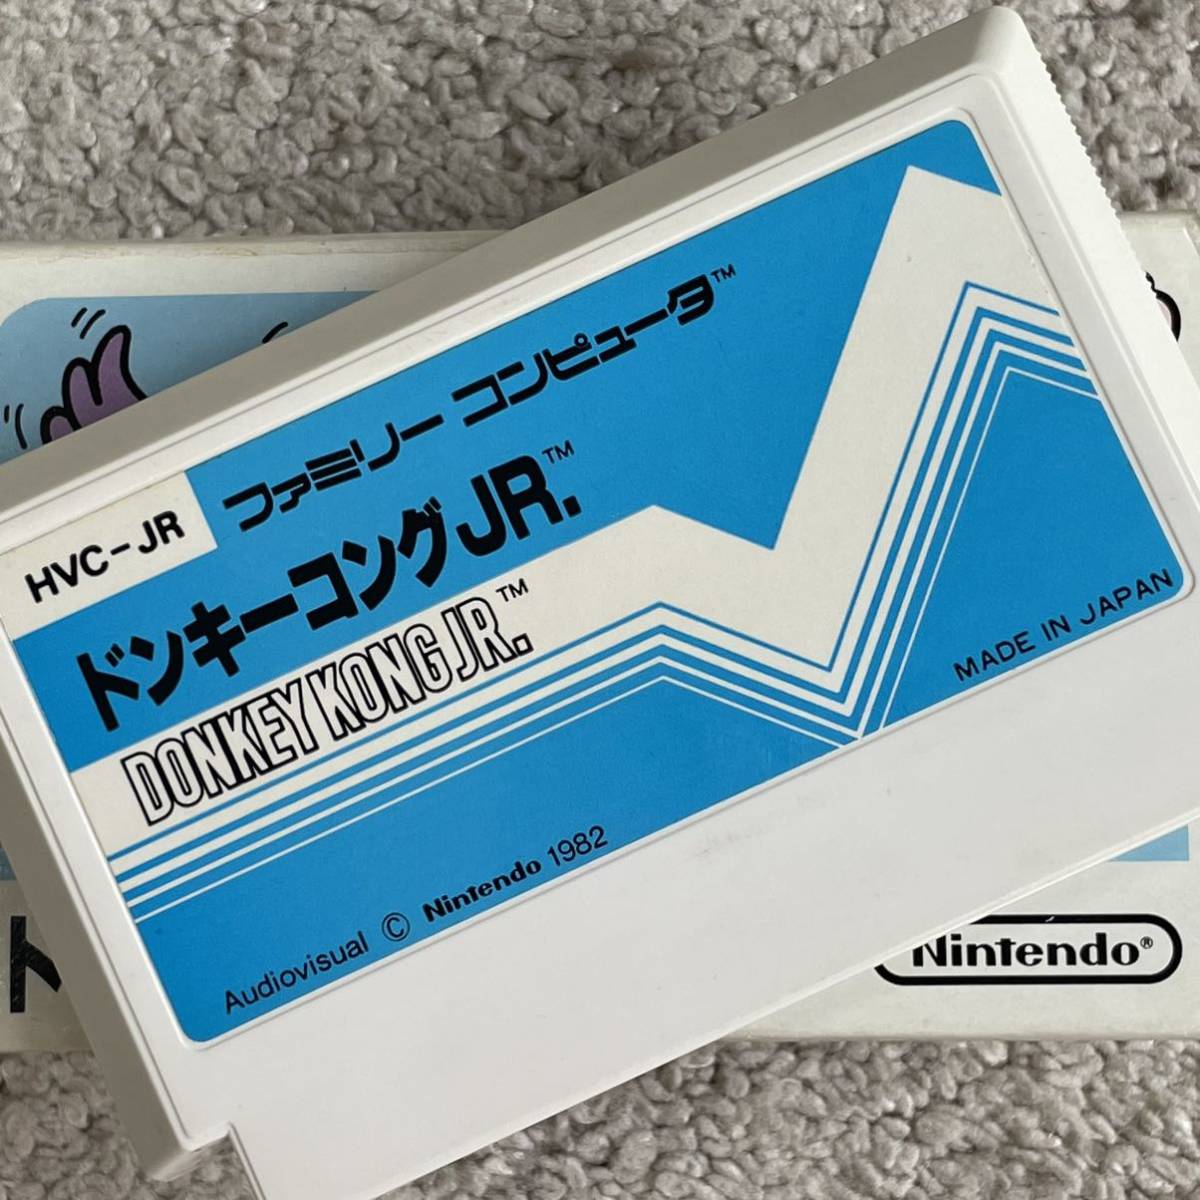 HVC-JR
ファミリー コンピュータ™
ドンキーコングJR.™
DONKEY KONG JR.™
MADE IN JAPAN
Audiovisual © Nintendo 1982
ド
Nintendo®